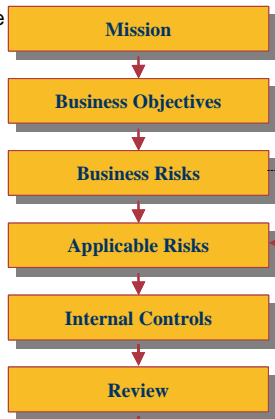 Mission
Business Objectives
Business Risks
Applicable Risks
Internal Controls
Review